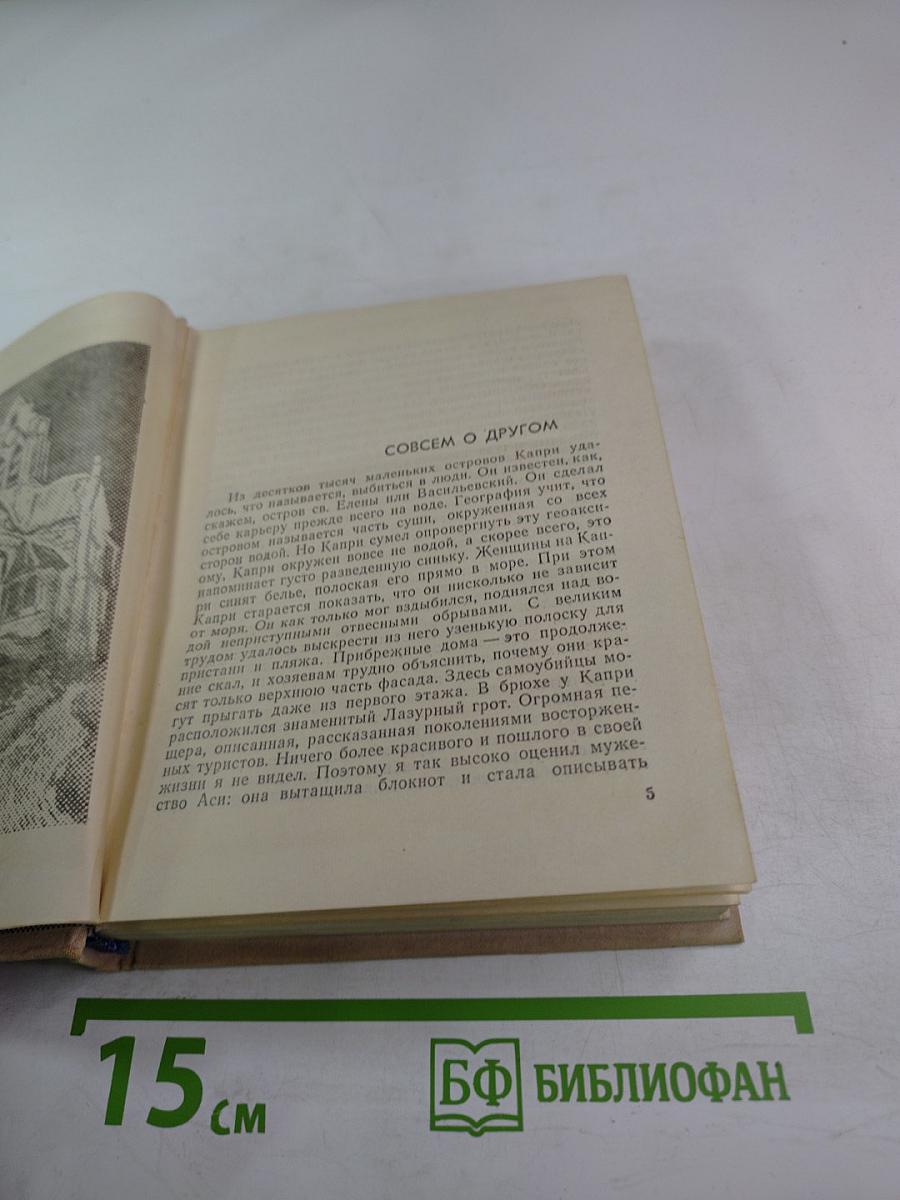 СОВСЕМ О ДРУГОМ
Из десятков тысяч маленьких островов Капри уда-
лось, что называется, выбиться в люди. Он известен, как,
скажем, остров св. Елены или Васильевский. Он сделал
себе карьеру прежде всего на воде. География учит, что
островом называется часть суши, окруженная со всех
сторон водой. Но Капри сумел опровергнуть эту геоакси-
ому, Капри окружен вовсе не водой, а скорее всего, это
напоминает густо разведенную синьку. Женщины на Кап-
ри синят белье, полоская его прямо в море. При этом
Капри старается показать, что он нисколько не зависит
от моря. Он как только мог вздыбился, поднялся над во-
дой неприступными отвесными обрывами. С великим
трудом удалось выскрести из него узенькую полоску для
пристани и пляжа. Прибрежные дома — это продолже-
ние скал, и хозяевам трудно объяснить, почему они кра-
сят только верхнюю часть фасада. Здесь самоубийцы мо-
гут прыгать даже из первого этажа. В брюхе у Капри
расположился знаменитый Лазурный грот. Огромная пе-
щера, описанная, рассказанная поколениями восторжен-
ных туристов. Ничего более красивого и пошлого в своей
жизни я не видел. Поэтому я так высоко оценил муже-
ство Аси: она вытащила блокнот и стала описывать
5
15 см
БФ БИБЛИОФАН